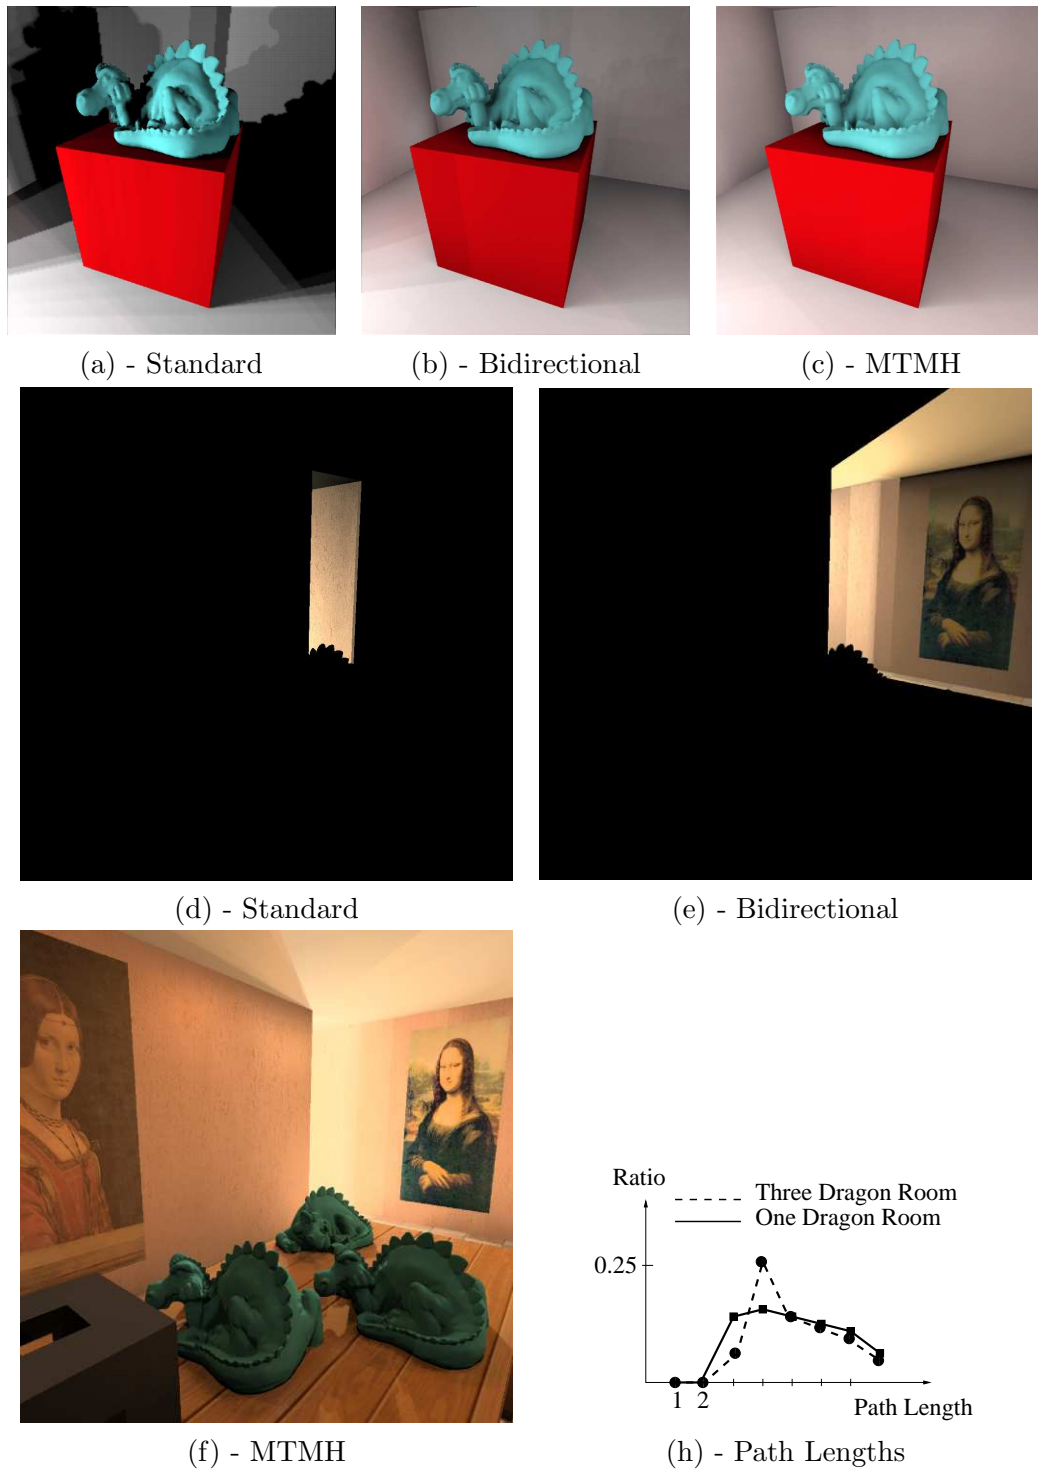 (a) - Standard
(b) - Bidirectional
(c) - MTMH
(d) - Standard
(e) - Bidirectional
(f) - MTMH
Ratio
Three Dragon Room
One Dragon Room
0.25
1 2
Path Length
(h) - Path Lengths